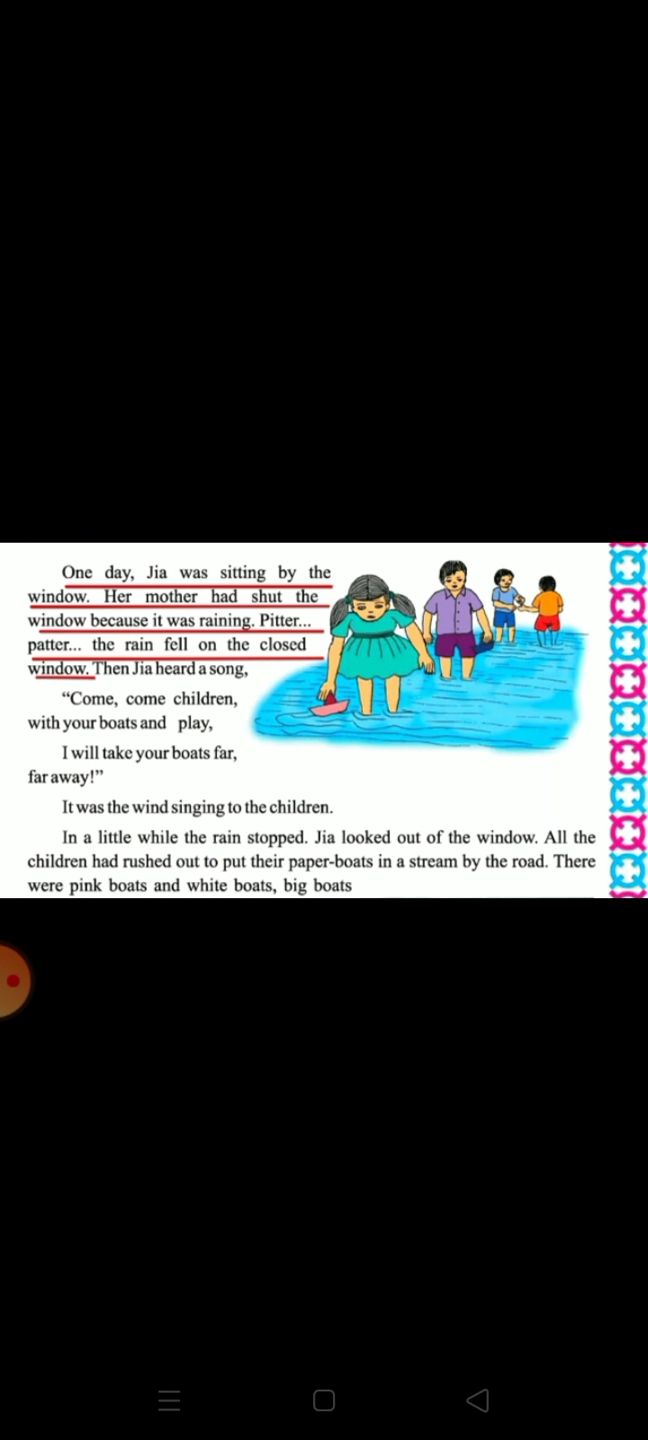 One day, Jia was sitting by the
window. Her mother had shut the
window because it was raining. Pitter...
patter... the rain fell on the closed
window. Then Jia heard a song,
“Come, come children,
with your boats and play,
I will take your boats far,
far away!”
It was the wind singing to the children.
In a little while the rain stopped. Jia looked out of the window. All the
children had rushed out to put their paper-boats in a stream by the road. There
were pink boats and white boats, big boats